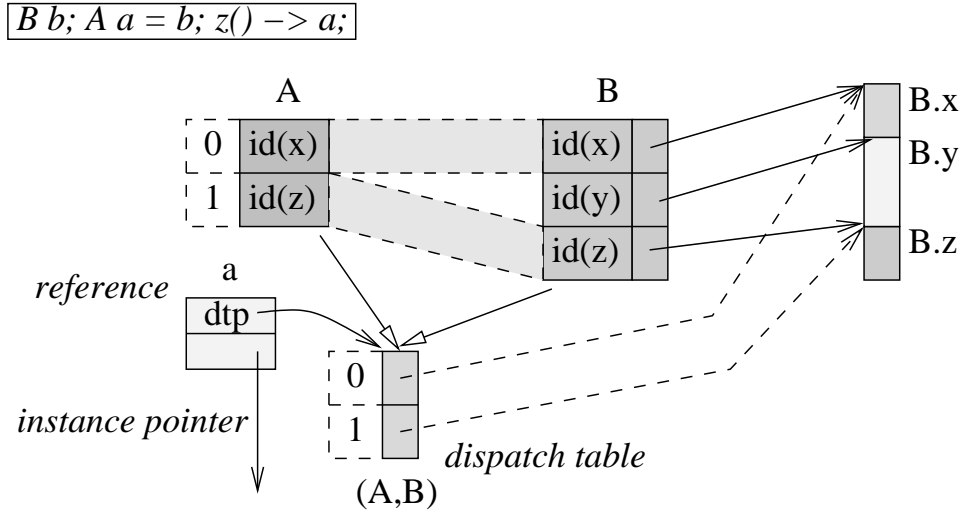 B b; A a = b; z() -> a;
A B
B.x
0 id(x) id(x)
B.y
1 id(z) id(y)
id(z) B.z
a
reference
dtp
0
instance pointer
1
dispatch table
(A,B)